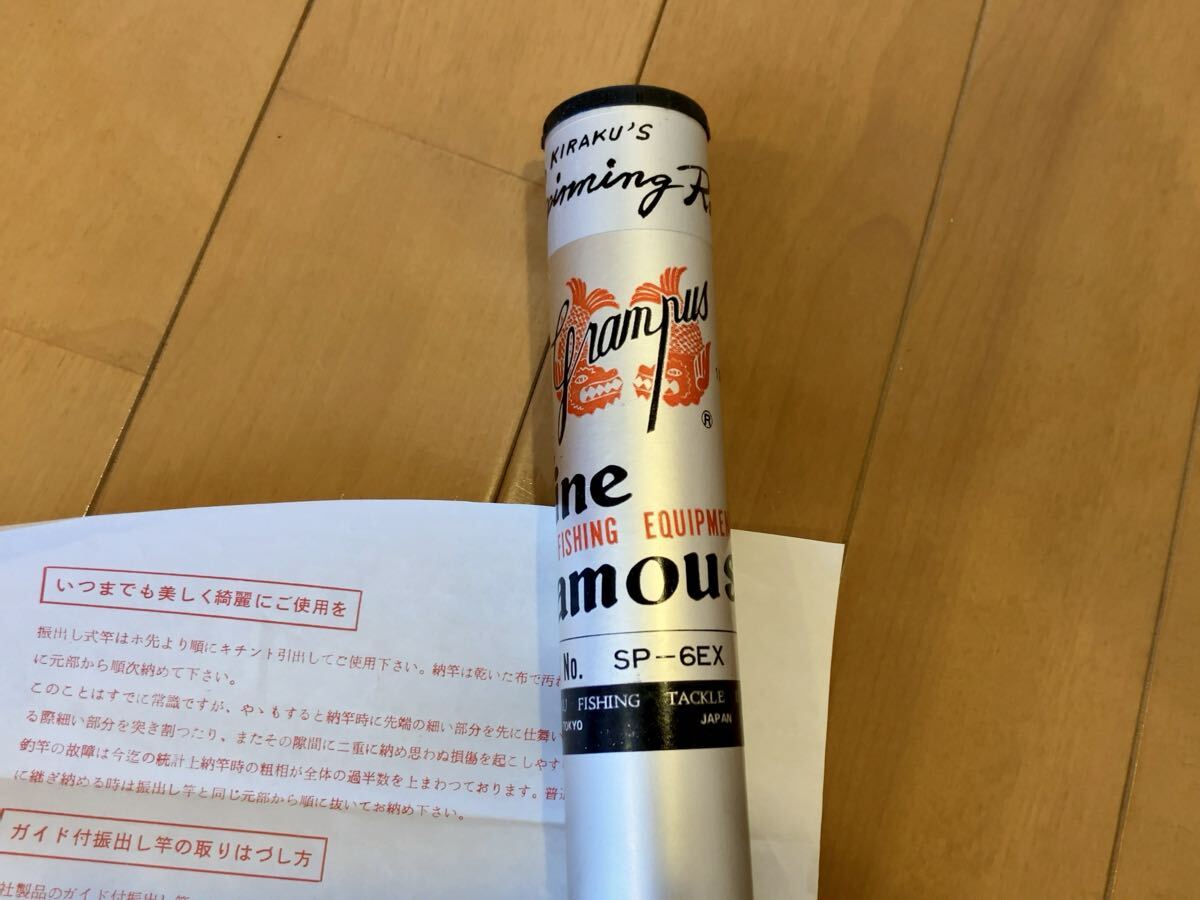 KIRAKU'S
pinning R
Grampus
®
ine
FISHING EQUIPME
amous
No. SP-6EX
U FISHING TACKLE
TOKYO JAPAN
いつまでも美しく綺麗にご使用を
振出し式竿はホ先より順にキチント引出してご使用下さい。納竿は乾いた布で汚
に元部から順次納めて下さい。
このことはすでに常識ですが、やゝもすると納竿時に先端の細い部分を先に仕舞い
る際細い部分を突き割つたり、またその隙間に二重に納め思わぬ損傷を起こしやす
釣竿の故障は今迄の統計上納竿時の粗相が全体の過半数を上まわつております。普
に継ぎ納める時は振出し竿と同じ元部から順に抜いてお納め下さい。
ガイド付振出し竿の取りはづし方
社製品のガイド付振出し竿